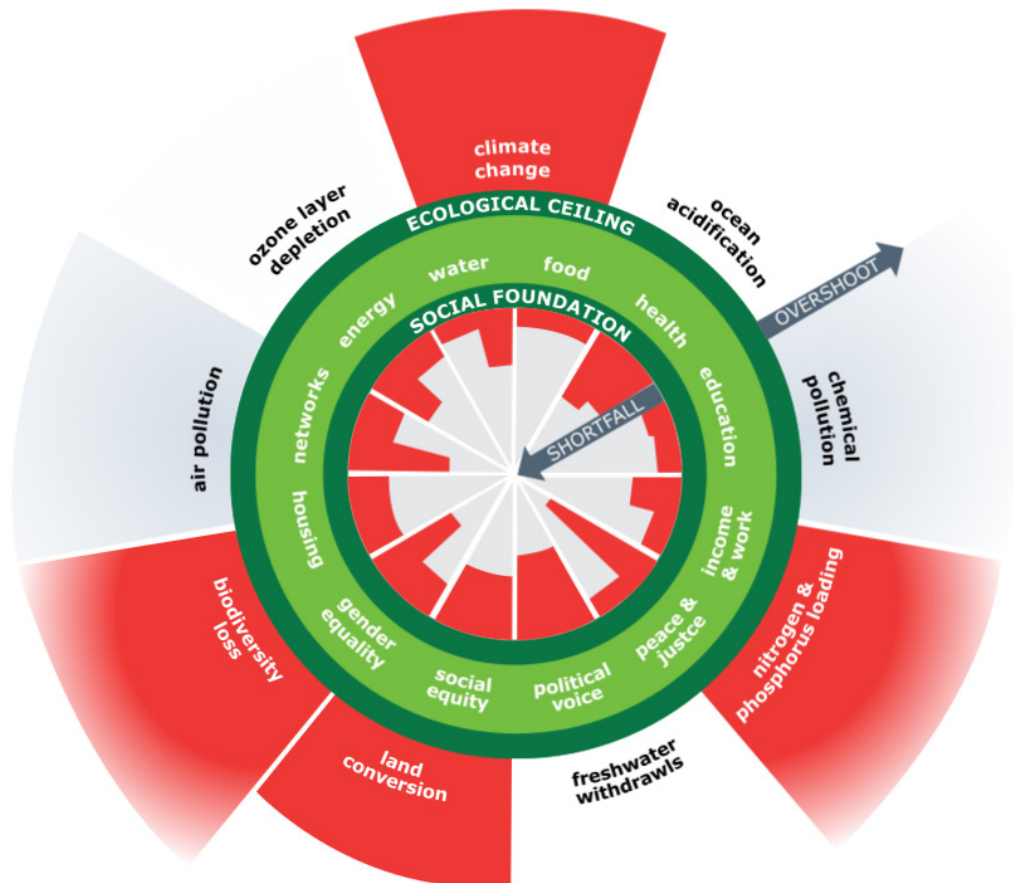 climate
change
ECOLOGICAL CEILING
ozone layer
depletion
ocean
acidification
OVERSHOOT
water
food
energy
health
SOCIAL FOUNDATION
networks
education
SHORTFALL
air pollution
chemical
pollution
housing
income
& work
gender
equality
peace &
justce
social
equity
political
voice
biodiversity
loss
nitrogen &
phosphorus loading
land
conversion
freshwater
withdrawls